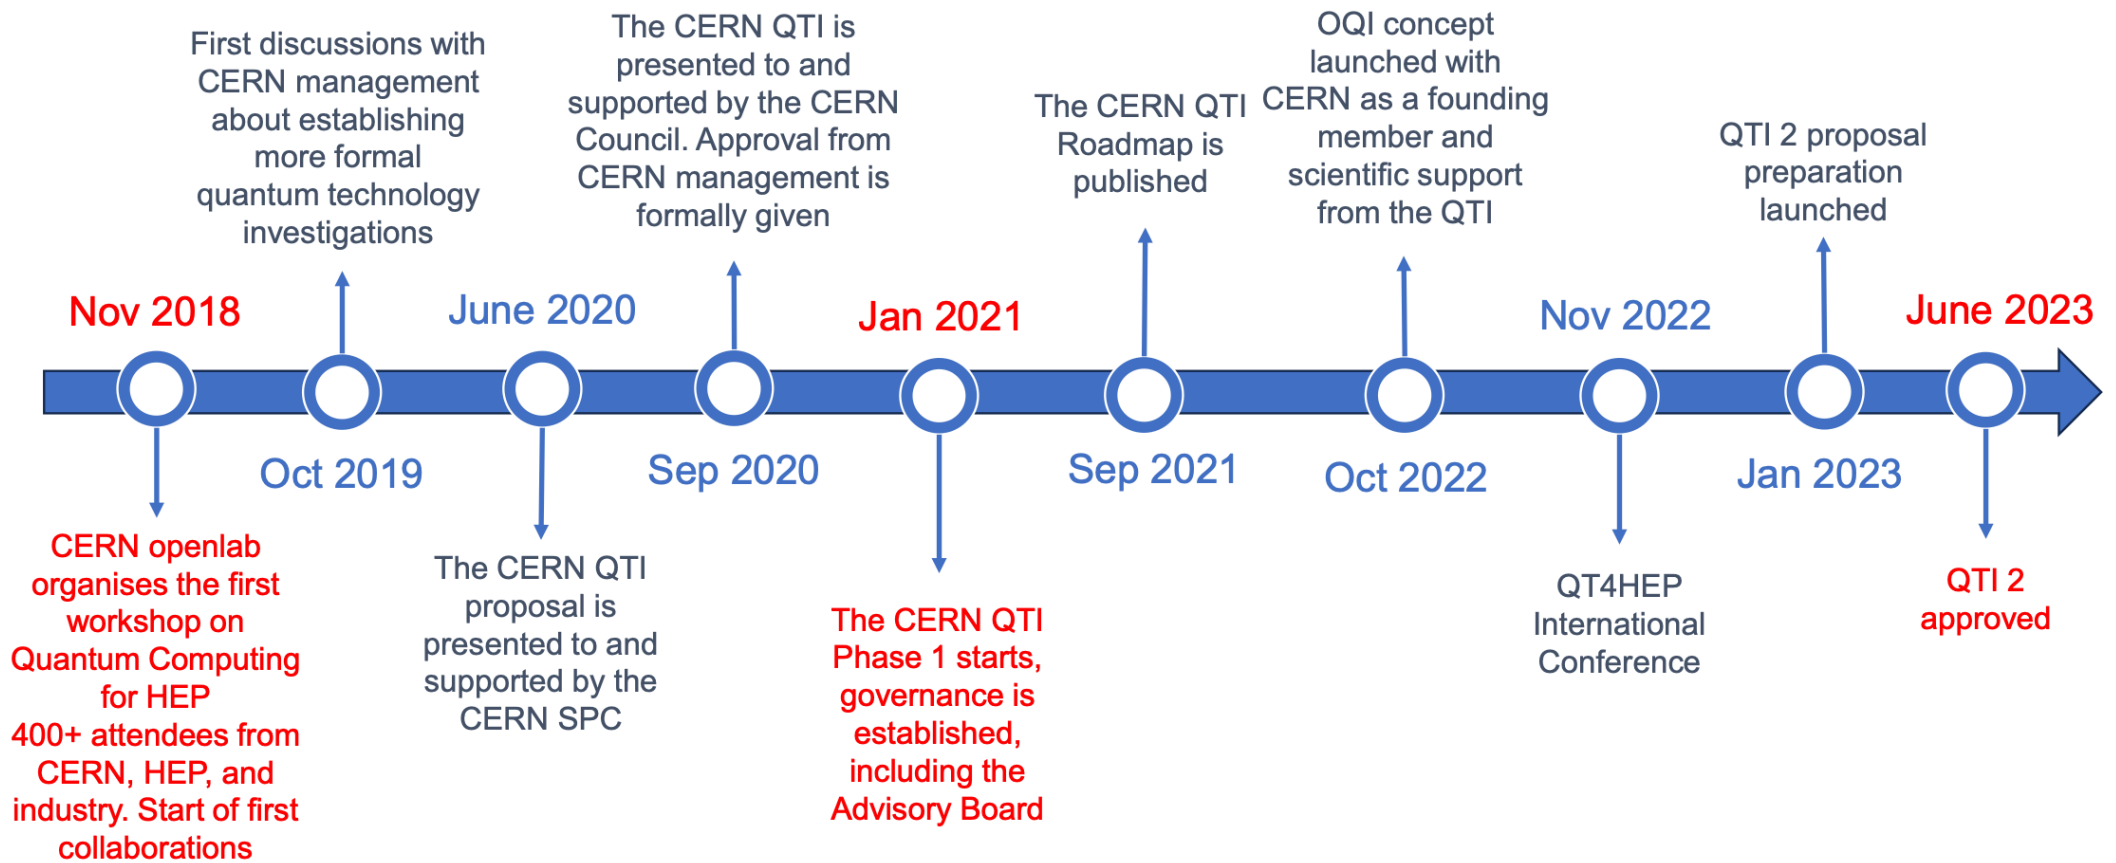 Nov 2018
CERN openlab
organises the first
workshop on
Quantum Computing
for HEP
400+ attendees from
CERN, HEP, and
industry. Start of first
collaborations
First discussions with
CERN management
about establishing
more formal
quantum technology
investigations
Oct 2019
June 2020
The CERN QTI
proposal is
presented to and
supported by the
CERN SPC
The CERN QTI is
presented to and
supported by the CERN
Council. Approval from
CERN management is
formally given
Sep 2020
Jan 2021
The CERN QTI
Phase 1 starts,
governance is
established,
including the
Advisory Board
The CERN QTI
Roadmap is
published
Sep 2021
OQI concept
launched with
CERN as a founding
member and
scientific support
from the QTI
Oct 2022
Nov 2022
QT4HEP
International
Conference
QTI 2 proposal
preparation
launched
Jan 2023
June 2023
QTI 2
approved